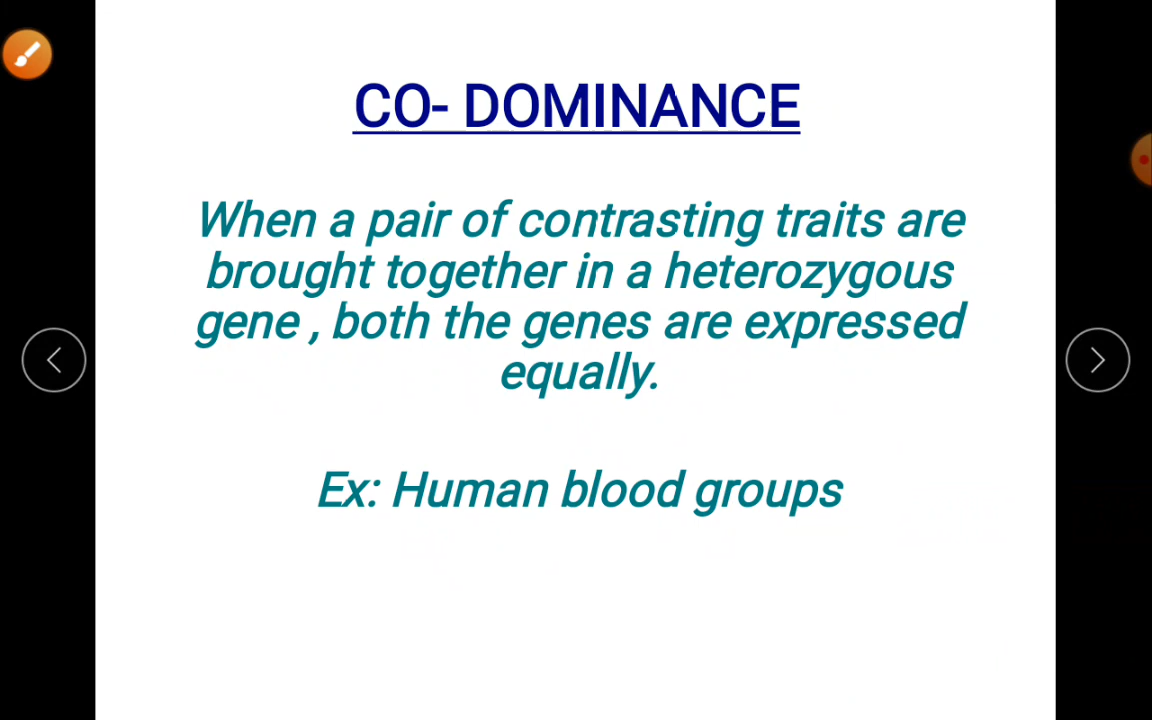 CO- DOMINANCE
When a pair of contrasting traits are
brought together in a heterozygous
gene , both the genes are expressed
equally.
Ex: Human blood groups